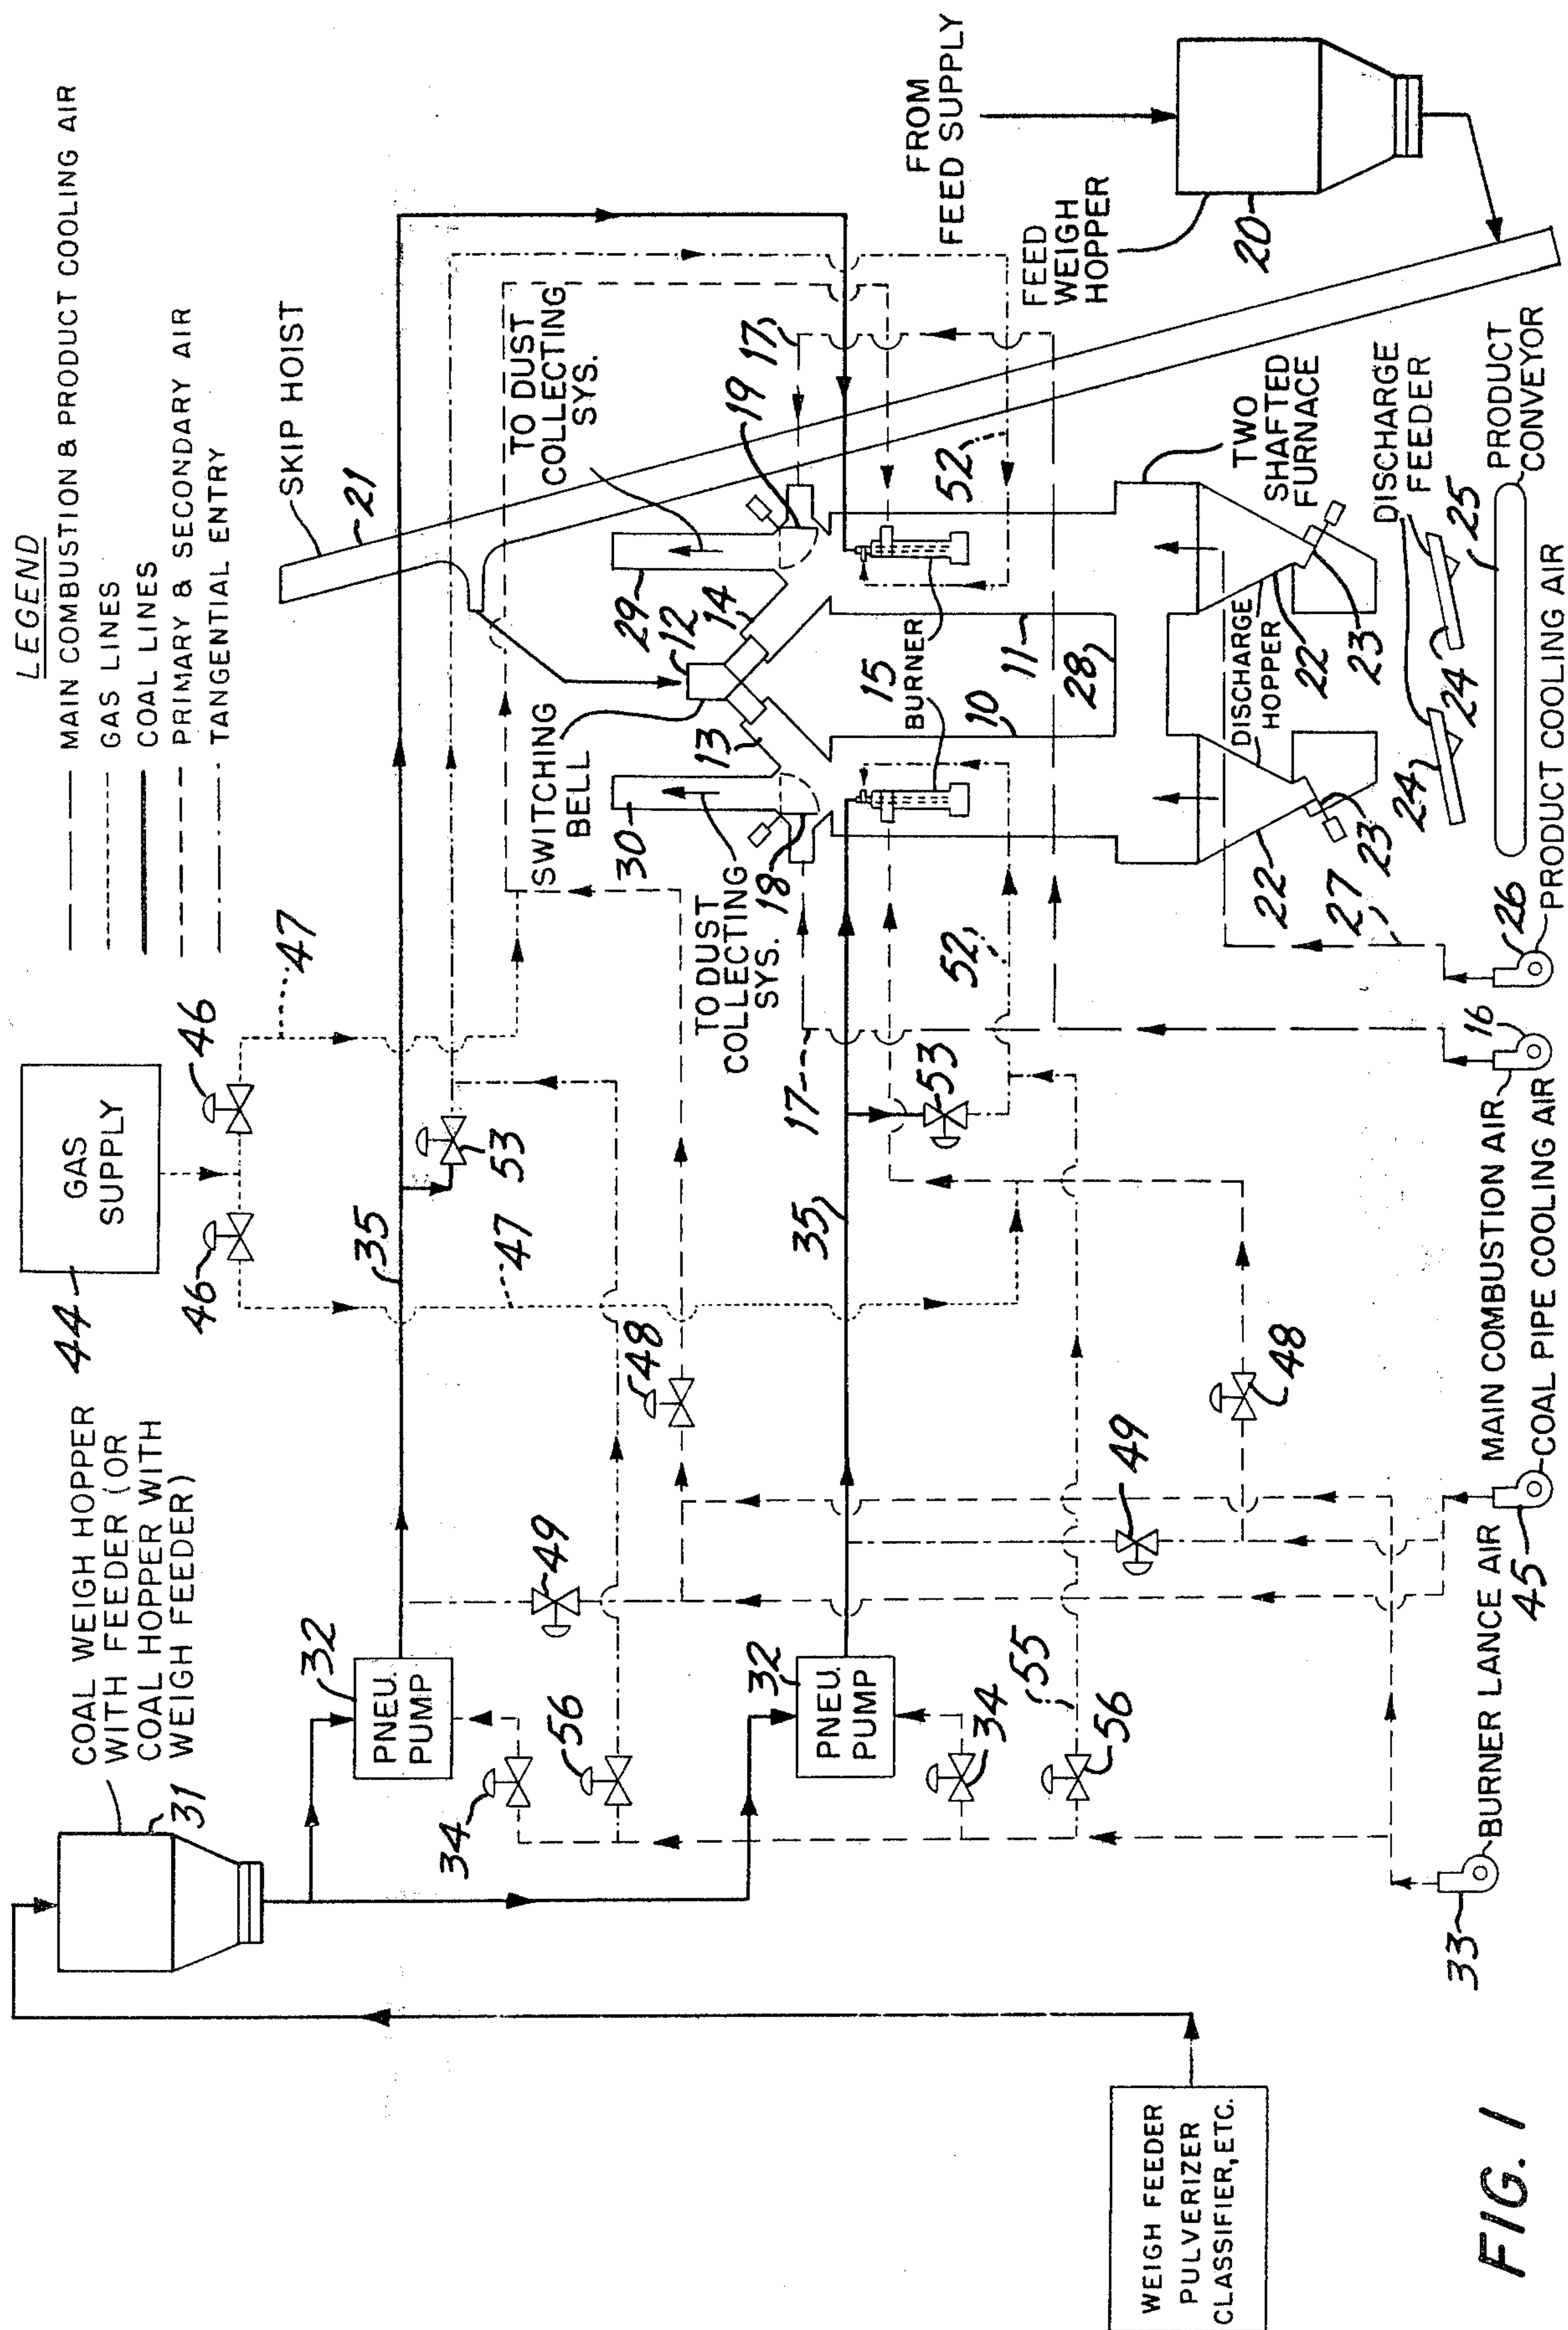 LEGEND
MAIN COMBUSTION & PRODUCT COOLING AIR
GAS LINES
COAL LINES
PRIMARY & SECONDARY AIR
TANGENTIAL ENTRY
COAL WEIGH HOPPER
WITH FEEDER (OR
COAL HOPPER WITH
WEIGH FEEDER)
31
44
GAS
SUPPLY
46
46
47
47
SKIP HOIST
21
32
PNEU.
PUMP
34
56
49
35
53
48
TO DUST
COLLECTING
SYS.
17
19
29
12
14
SWITCHING
BELL
13
30
TO DUST
COLLECTING
SYS.
18
FROM
FEED SUPPLY
FEED
WEIGH
HOPPER
20
32
PNEU.
PUMP
34
55
56
49
48
35
17
53
52
52
15
BURNER
10
11
28
TWO
SHAFTED
FURNACE
DISCHARGE
HOPPER
22
22
23
23
27
DISCHARGE
FEEDER
24
24
25
PRODUCT
CONVEYOR
WEIGH FEEDER
PULVERIZER
CLASSIFIER, ETC.
33
BURNER LANCE AIR
45
COAL PIPE COOLING AIR
MAIN COMBUSTION AIR
16
26
PRODUCT COOLING AIR
FIG. 1